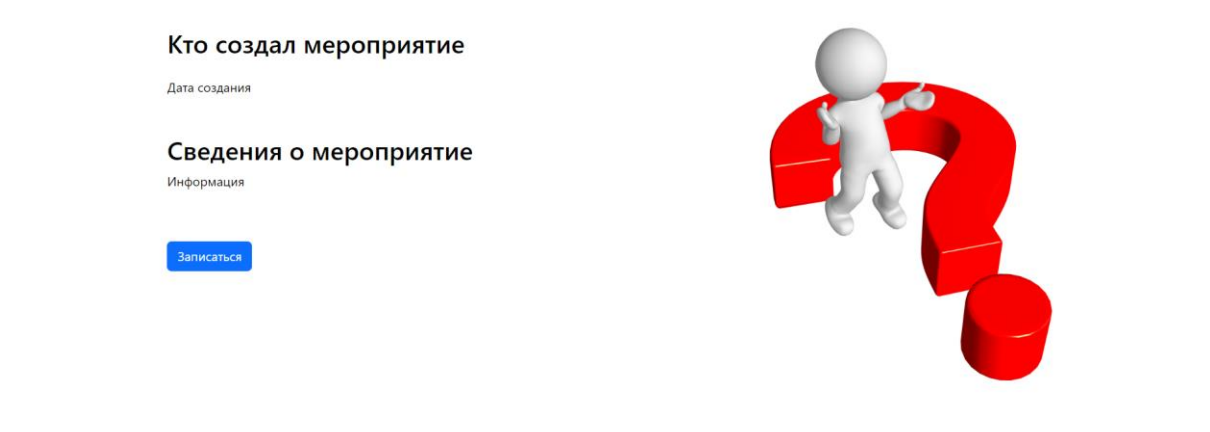 Кто создал мероприятие
Дата создания
Сведения о мероприятие
Информация
Записаться